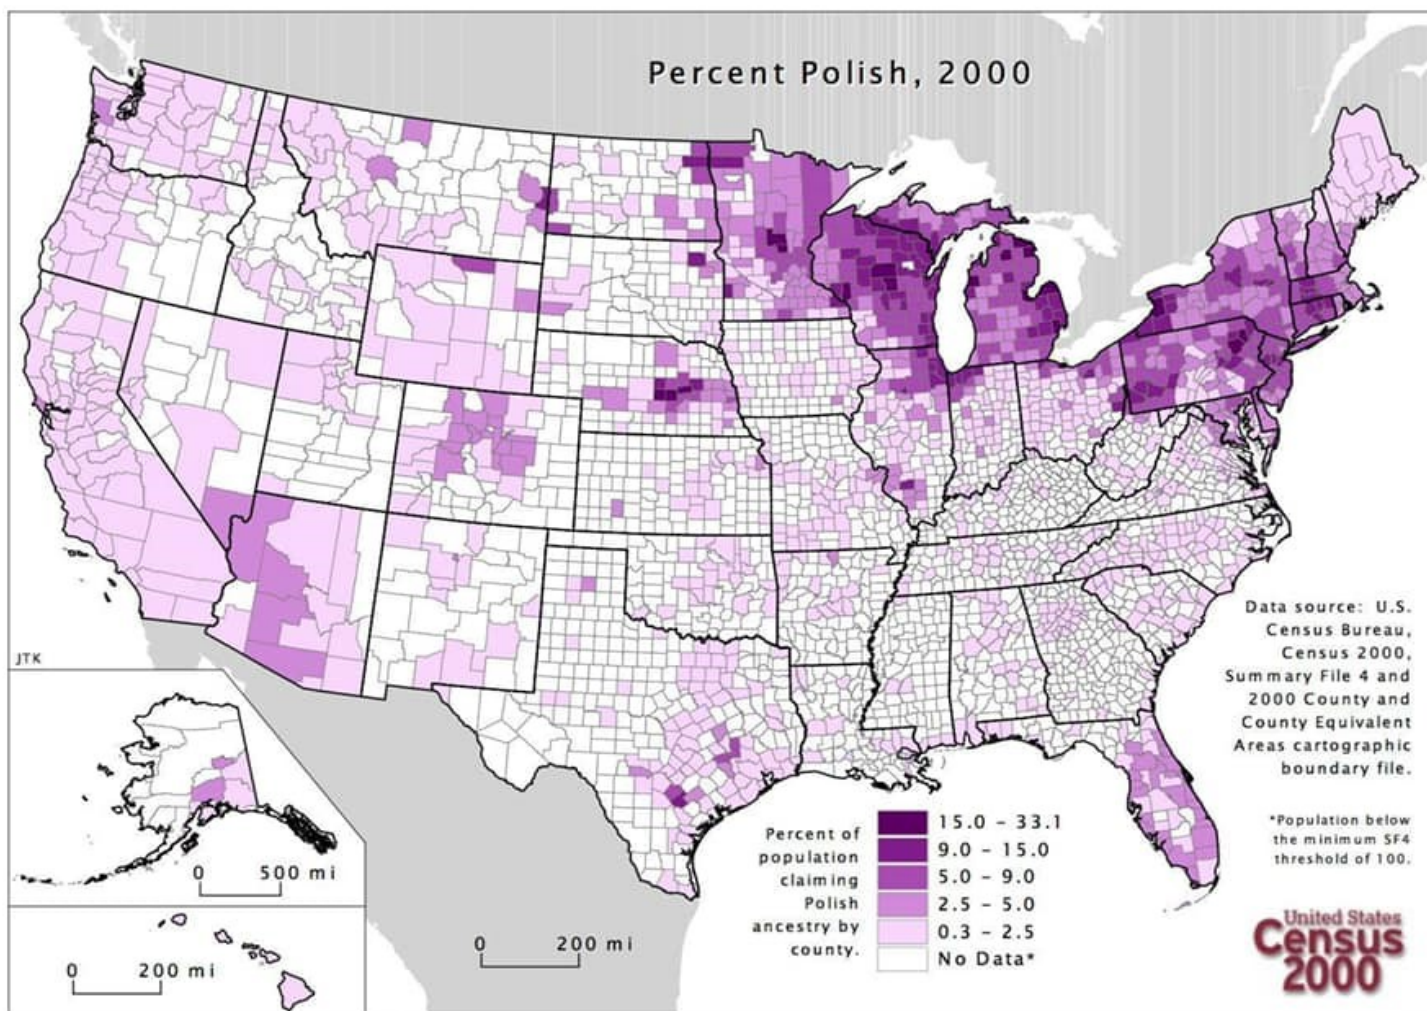 Percent Polish, 2000
Data source: U.S.
Census Bureau,
Census 2000,
Summary File 4 and
2000 County and
County Equivalent
Areas cartographic
boundary file.
*Population below
the minimum SF4
threshold of 100.
JTK
0 500 mi
0 200 mi
0 200 mi
Percent of
population
claiming
Polish
ancestry by
county.
15.0 - 33.1
9.0 - 15.0
5.0 - 9.0
2.5 - 5.0
0.3 - 2.5
No Data*
United States
Census
2000